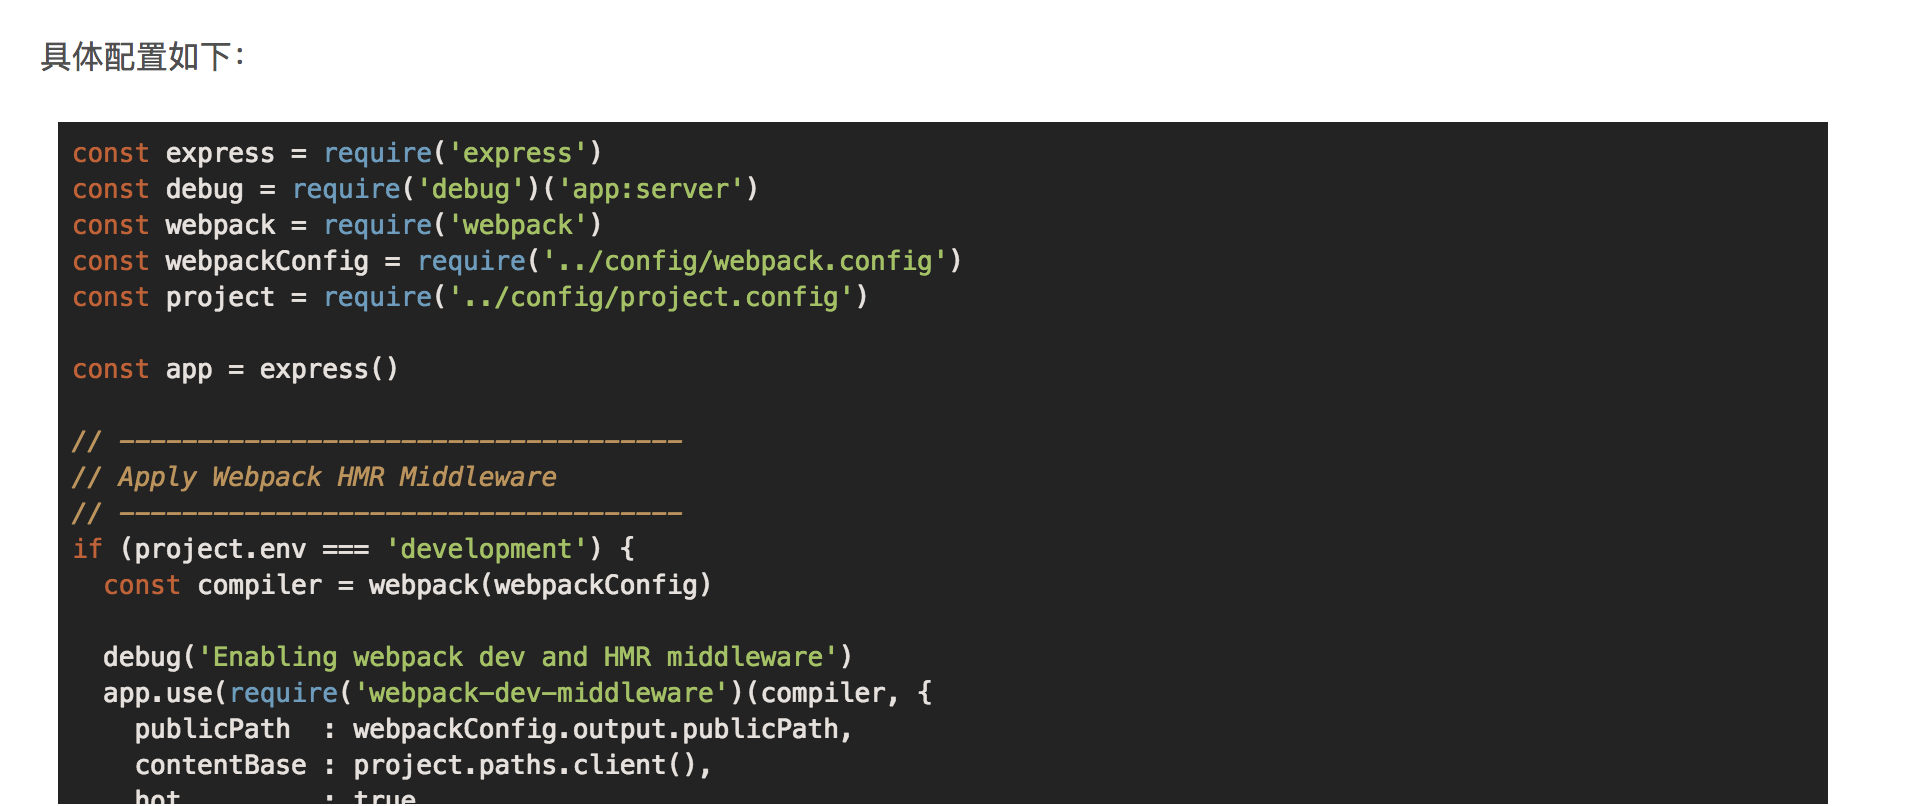 具体配置如下：
const express = require('express')
const debug = require('debug')('app:server')
const webpack = require('webpack')
const webpackConfig = require('../config/webpack.config')
const project = require('../config/project.config')
const app = express()
// ------------------------------------
// Apply Webpack HMR Middleware
// ------------------------------------
if (project.env === 'development') {
  const compiler = webpack(webpackConfig)
  debug('Enabling webpack dev and HMR middleware')
  app.use(require('webpack-dev-middleware')(compiler, {
    publicPath  : webpackConfig.output.publicPath,
    contentBase : project.paths.client(),
    hot         : true